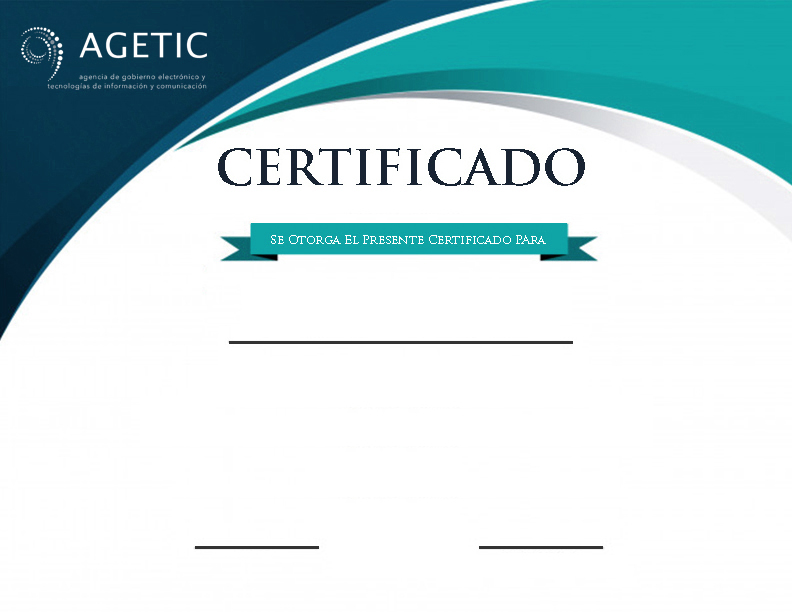 AGETIC
agencia de gobierno electrónico y
tecnologías de información y comunicación
CERTIFICADO
Se Otorga El Presente Certificado Para